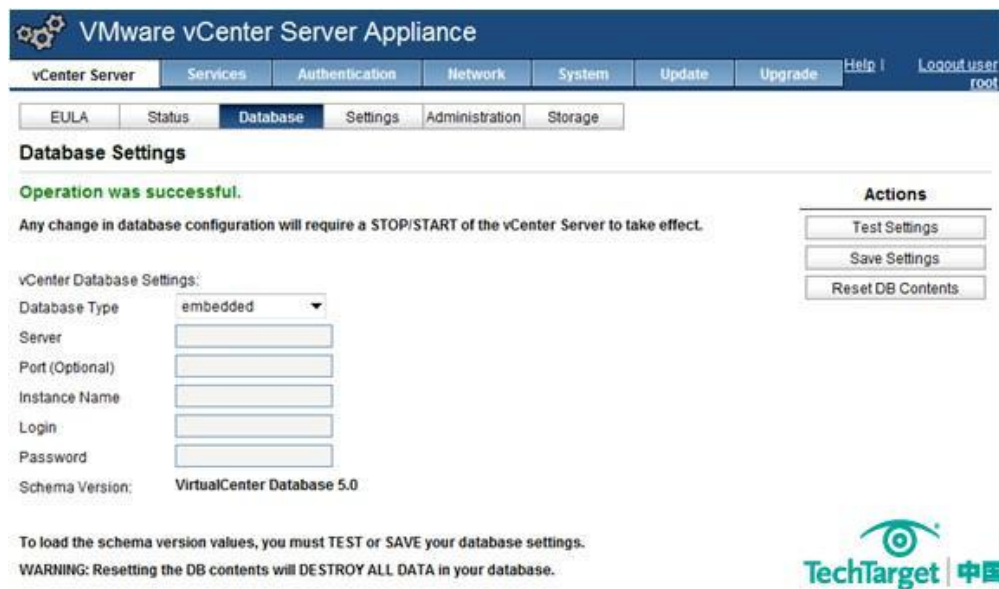 VMware vCenter Server Appliance
vCenter Server Services Authentication Network System Update Upgrade Help | Logout user root
EULA Status Database Settings Administration Storage
Database Settings
Operation was successful.
Any change in database configuration will require a STOP/START of the vCenter Server to take effect.
Actions
Test Settings
Save Settings
Reset DB Contents
vCenter Database Settings:
Database Type embedded
Server
Port (Optional)
Instance Name
Login
Password
Schema Version: VirtualCenter Database 5.0
To load the schema version values, you must TEST or SAVE your database settings.
WARNING: Resetting the DB contents will DESTROY ALL DATA in your database.
TechTarget 中国